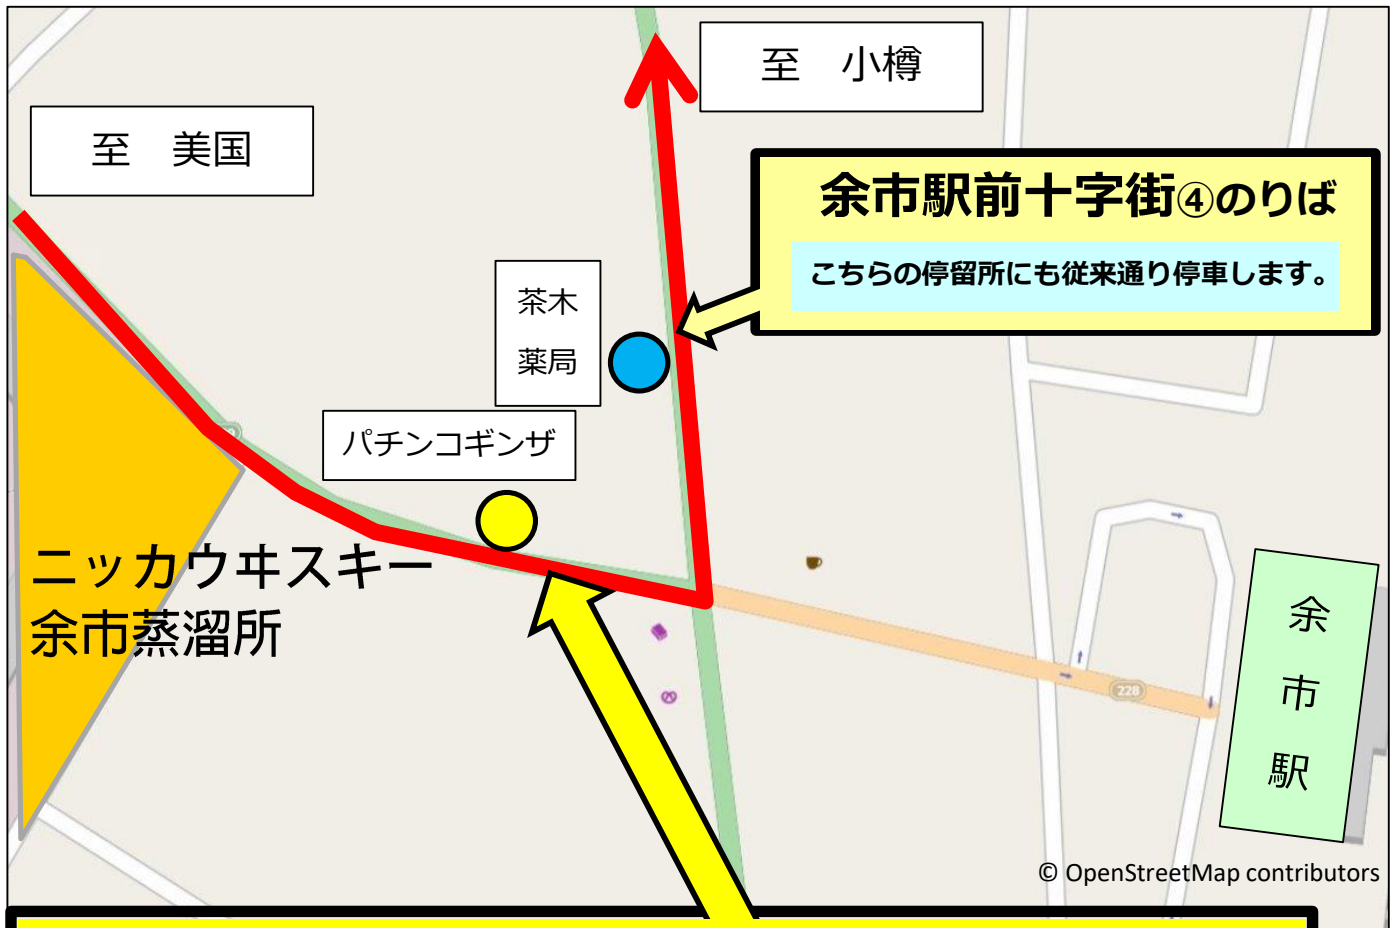 至　小樽
至　美国
余市駅前十字街④のりば
こちらの停留所にも従来通り停車します。
茶木
薬局
パチンコギンザ
ニッカウヰスキー
余市蒸溜所
余
市
駅
228
© OpenStreetMap contributors